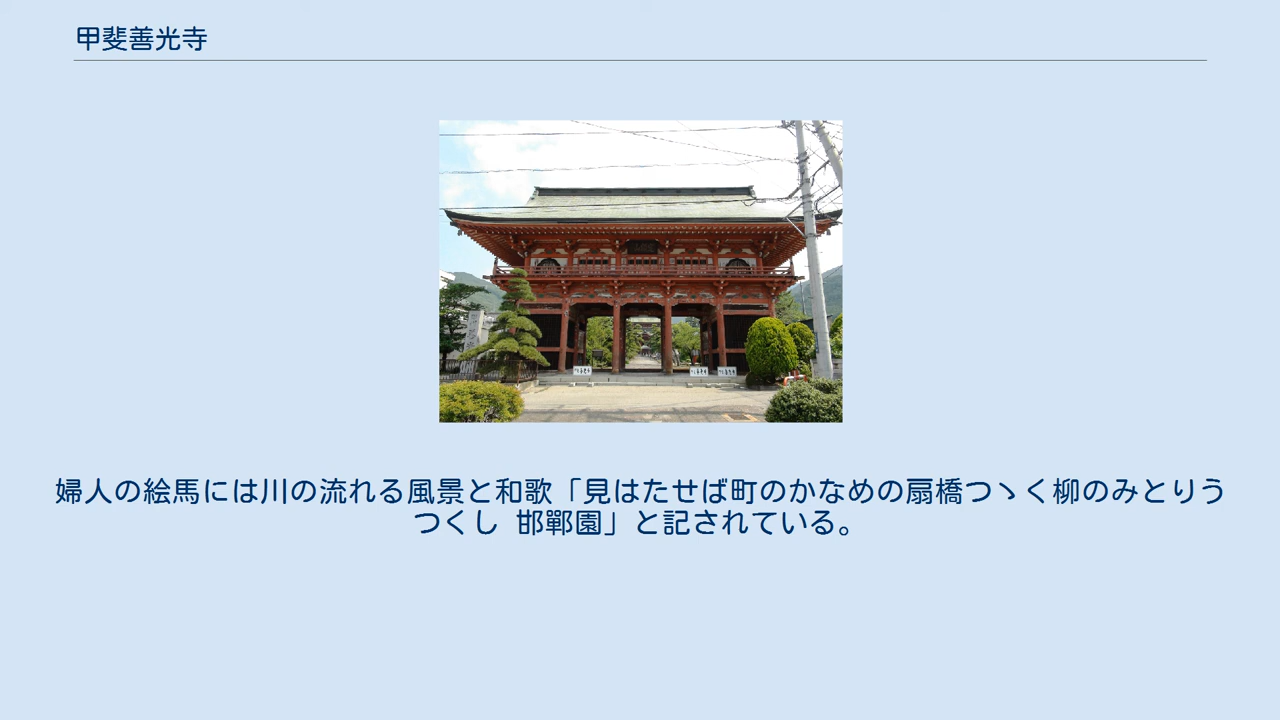 甲斐善光寺
婦人の絵馬には川の流れる風景と和歌「見はたせば町のかなめの扇橋つゝく柳のみとりう
つくし 邯鄲園」と記されている。